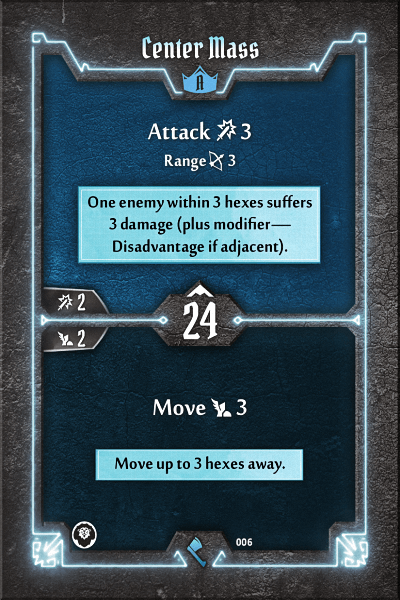 Center Mass
A
Attack 3
Range 3
One enemy within 3 hexes suffers
3 damage (plus modifier—
Disadvantage if adjacent).
2
24
2
Move 3
Move up to 3 hexes away.
006